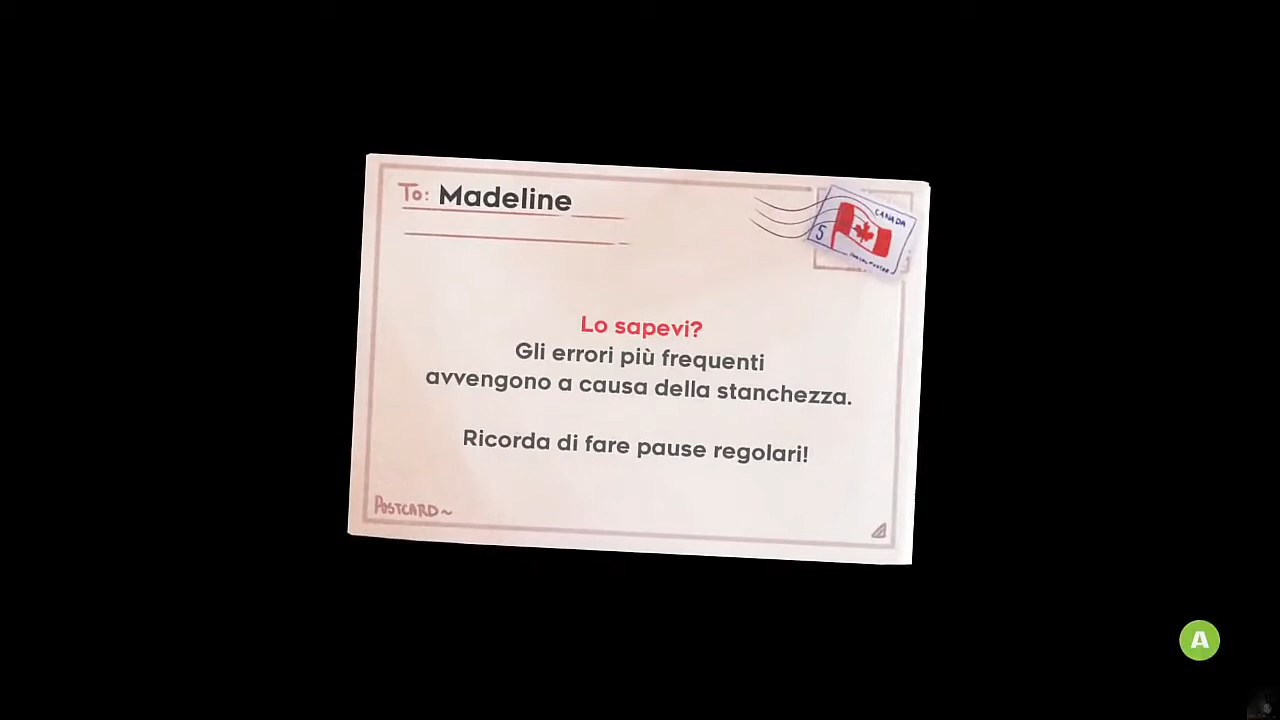 To: Madeline
CANADA
5
Lo sapevi?
Gli errori più frequenti
avvengono a causa della stanchezza.
Ricorda di fare pause regolari!
POSTCARD~
A